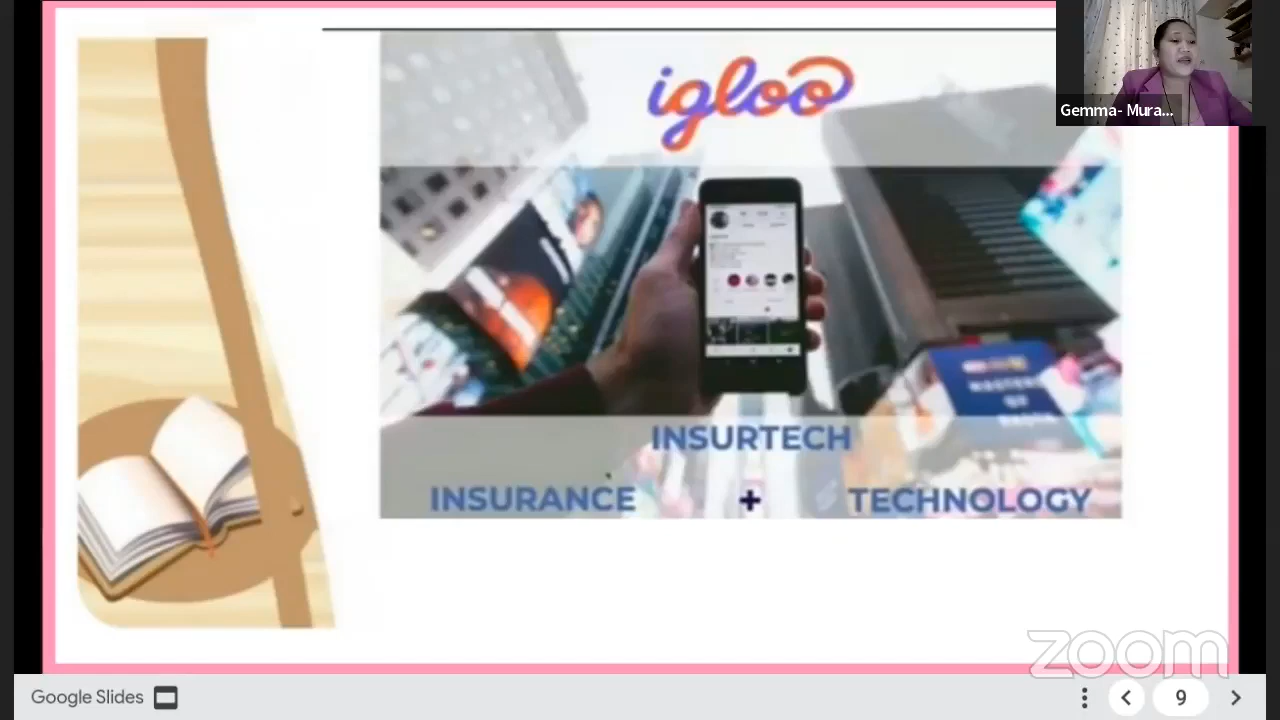 igloo
Gemma- Mura...
INSURTECH
INSURANCE + TECHNOLOGY
zoom
Google Slides
9